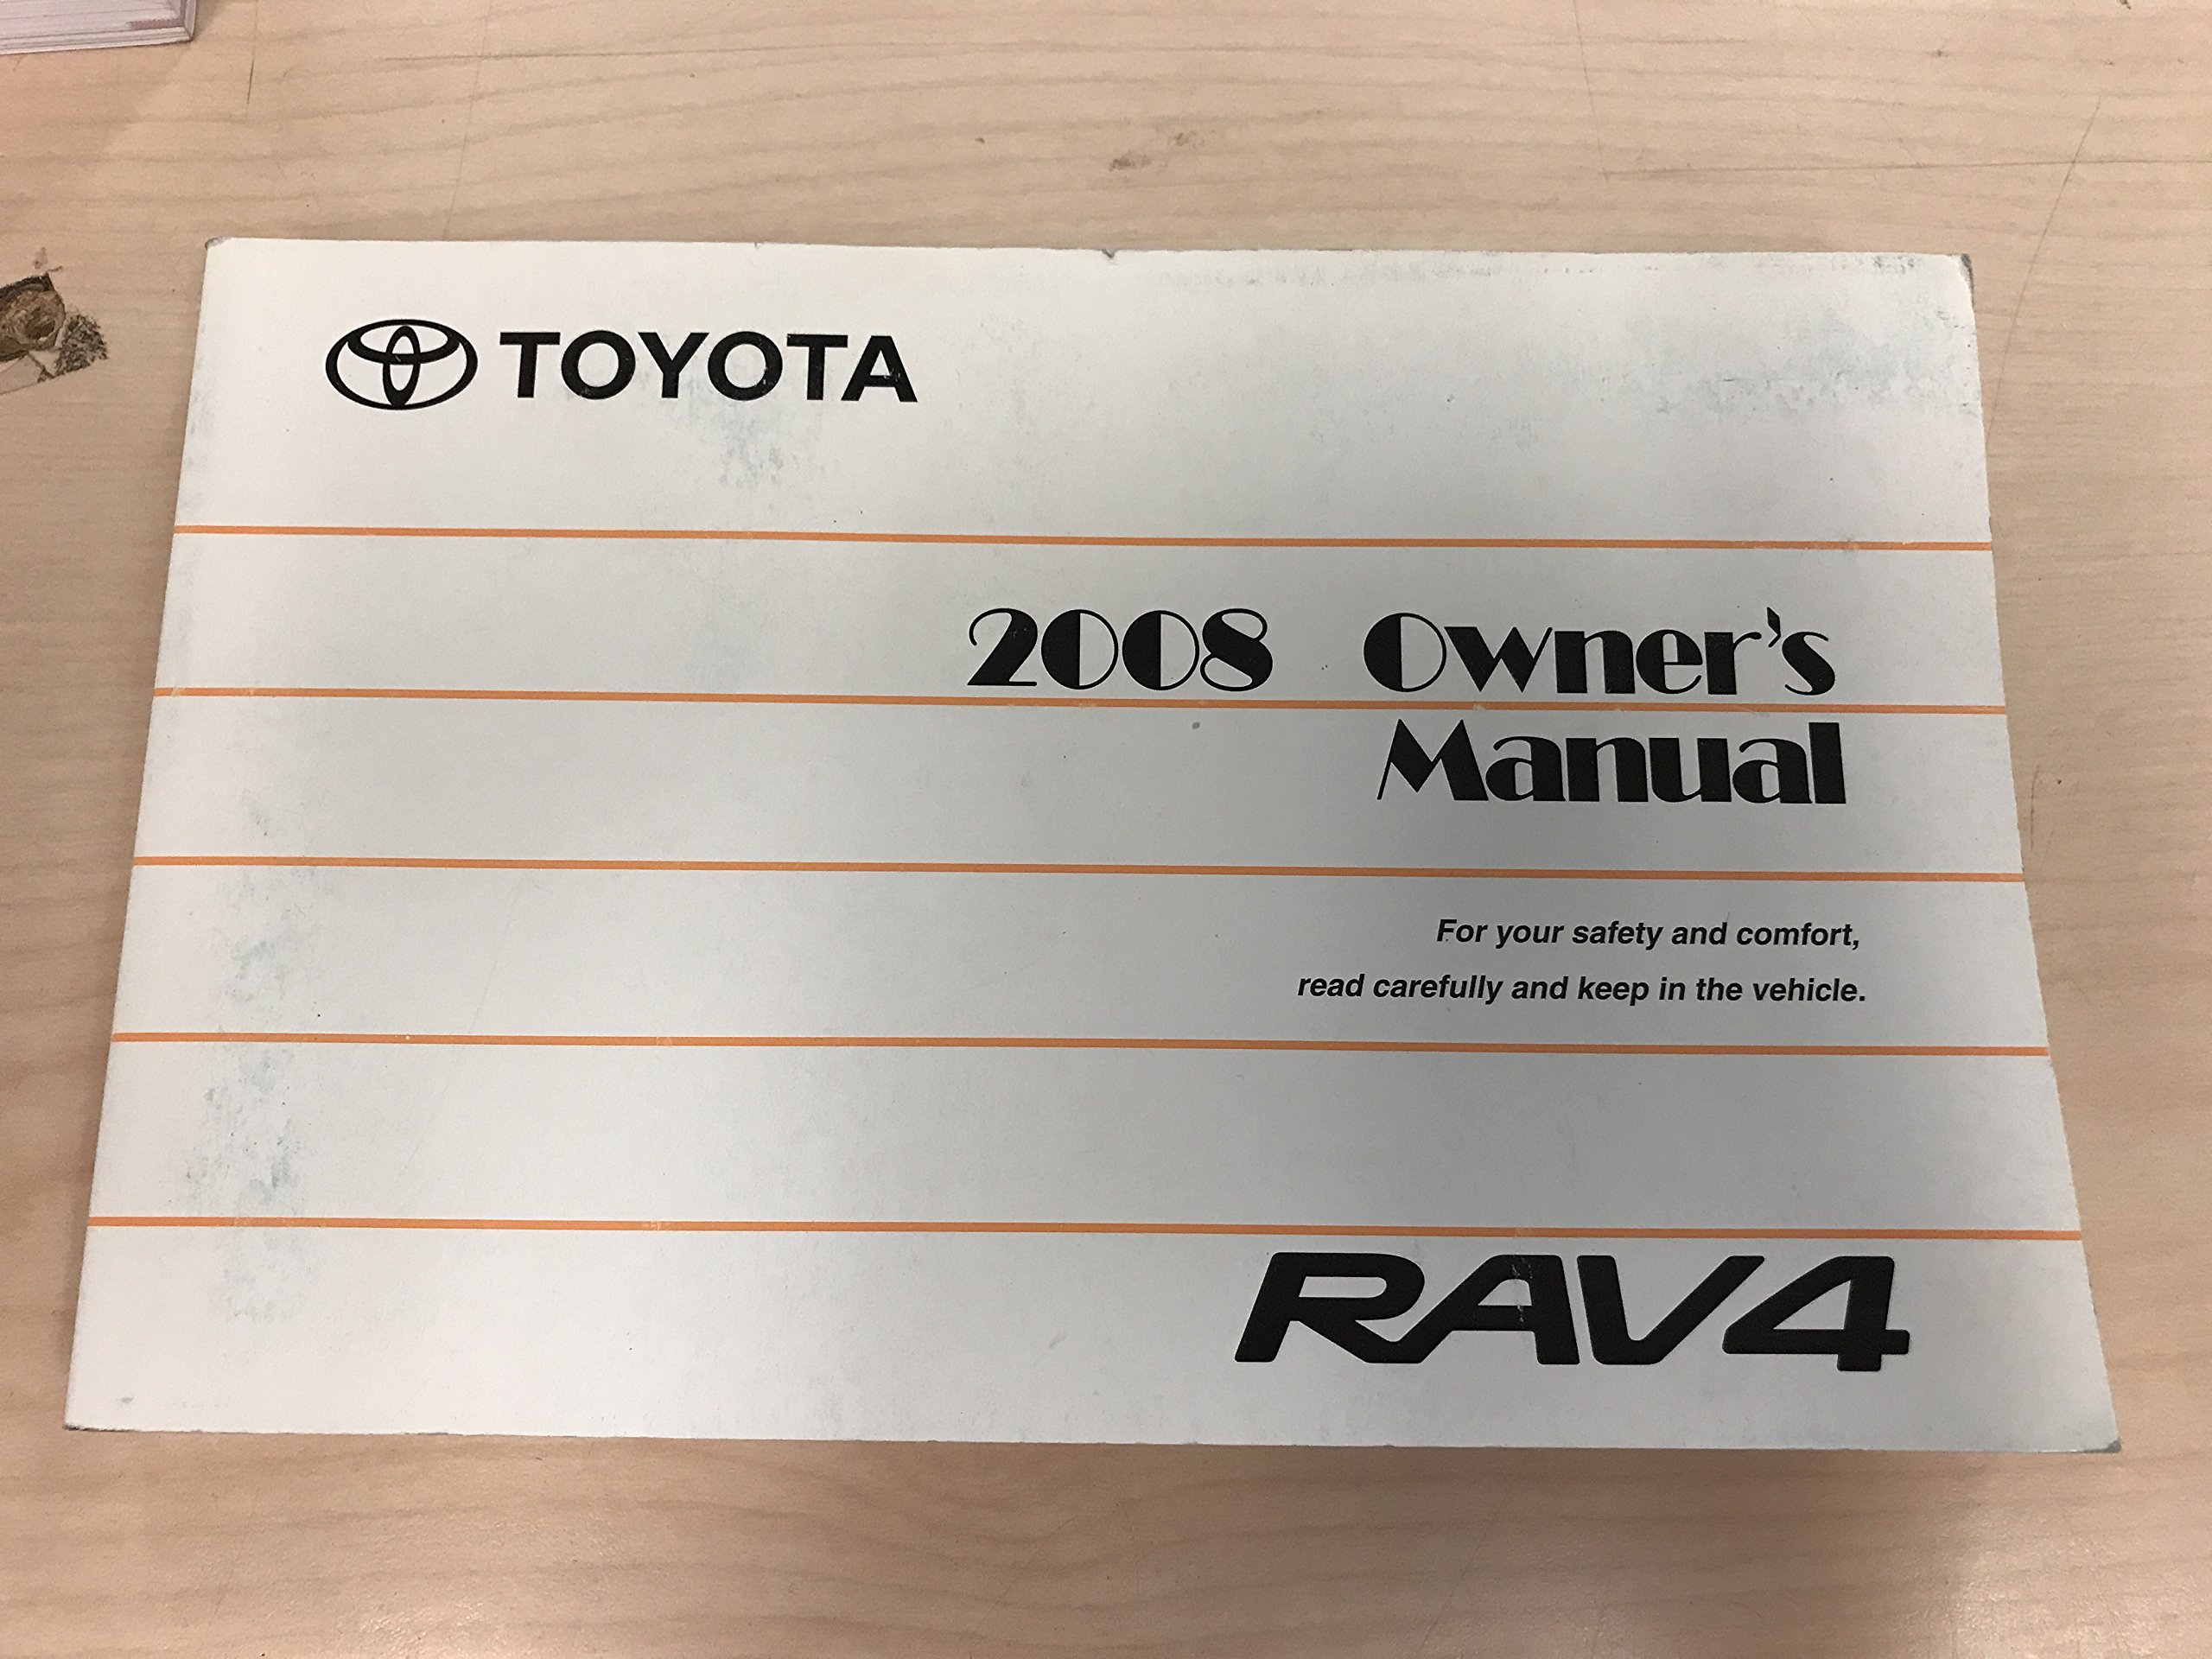 TOYOTA
2008 Owner's
Manual
For your safety and comfort,
read carefully and keep in the vehicle.
RAV4